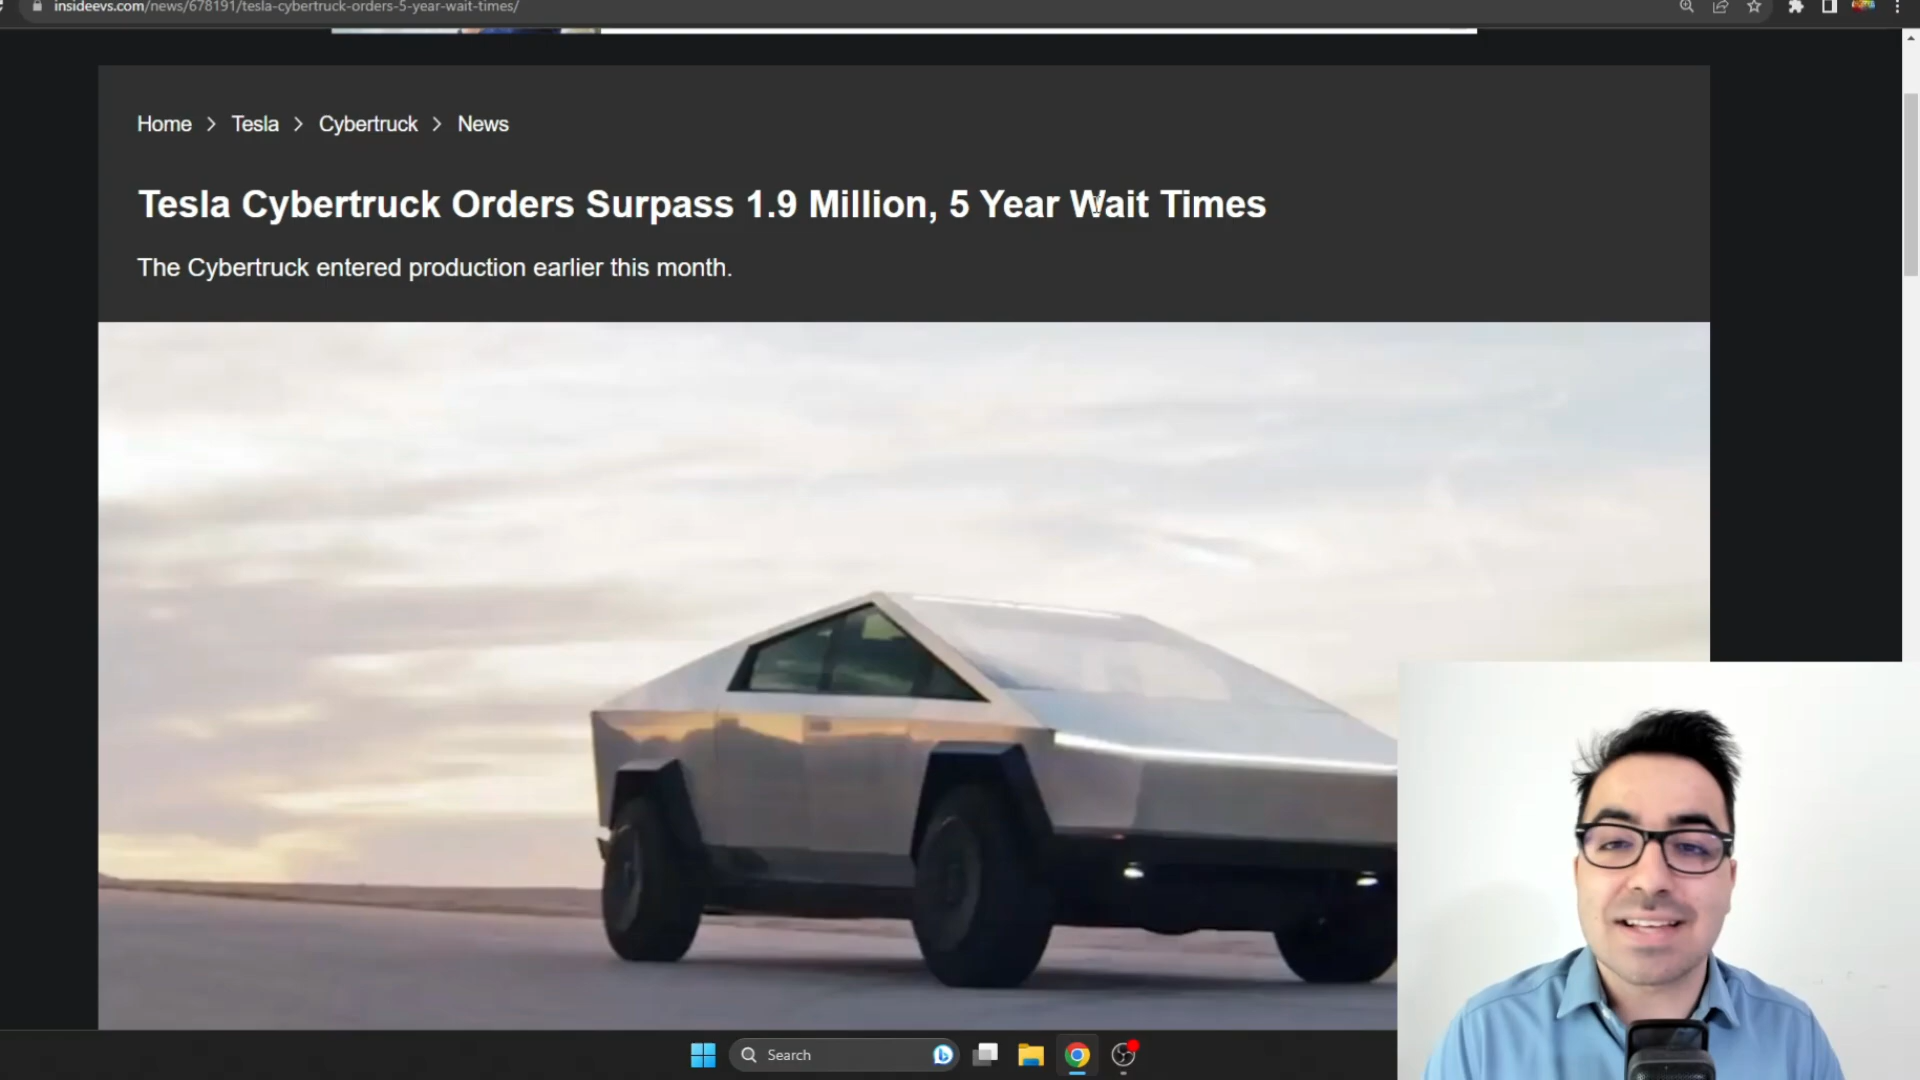 insideevs.com/news/678191/tesla-cybertruck-orders-5-year-wait-times/
Home > Tesla > Cybertruck > News
Tesla Cybertruck Orders Surpass 1.9 Million, 5 Year Wait Times
The Cybertruck entered production earlier this month.
Search